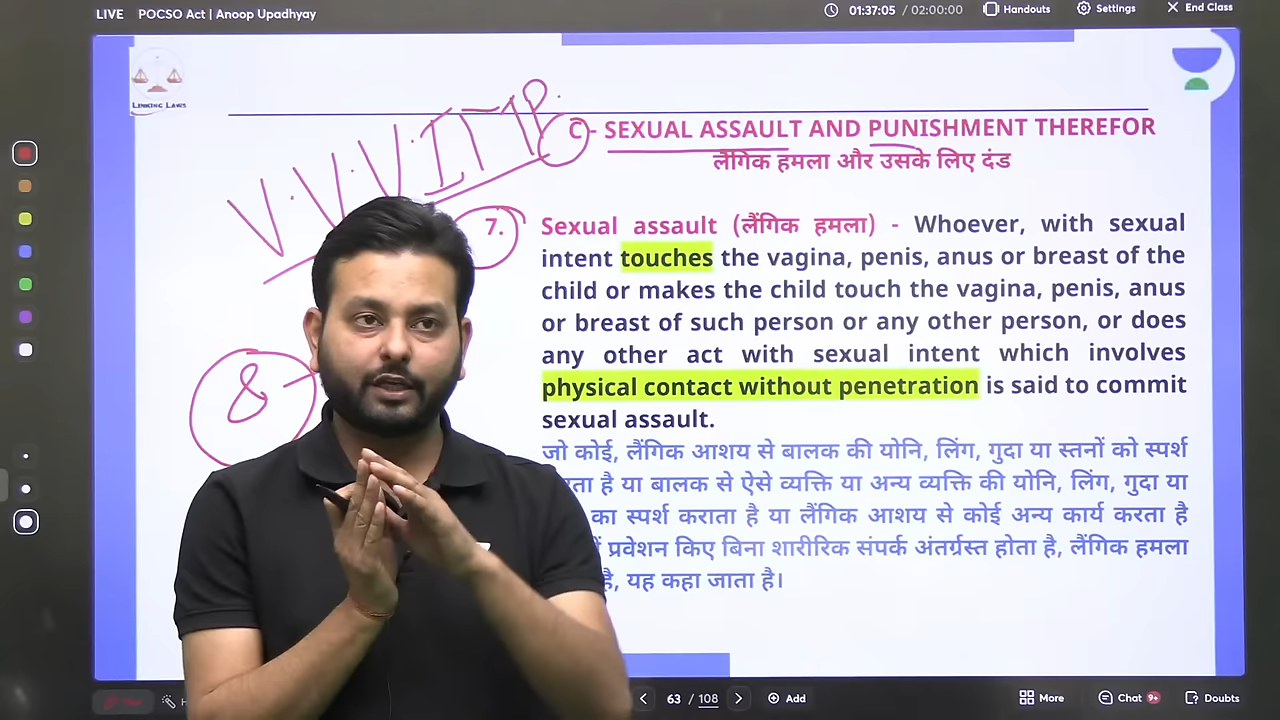 LIVE POCSO Act | Anoop Upadhyay 01:37:05 / 02:00:00 Handouts Settings End Class
LINKING LAWS
V.V.V.IMP.
C - SEXUAL ASSAULT AND PUNISHMENT THEREFOR
लैंगिक हमला और उसके लिए दंड
7. Sexual assault (लैंगिक हमला) - Whoever, with sexual
intent touches the vagina, penis, anus or breast of the
child or makes the child touch the vagina, penis, anus
or breast of such person or any other person, or does
any other act with sexual intent which involves
physical contact without penetration is said to commit
sexual assault.
8
जो कोई, लैंगिक आशय से बालक की योनि, लिंग, गुदा या स्तनों को स्पर्श
है या बालक से ऐसे व्यक्ति या अन्य व्यक्ति की योनि, लिंग, गुदा या
का स्पर्श कराता है या लैंगिक आशय से कोई अन्य कार्य करता है
प्रवेशन किए बिना शारीरिक संपर्क अंतर्ग्रस्त होता है, लैंगिक हमला
है, यह कहा जाता है।
63 / 108 Add More Chat 9+ Doubts